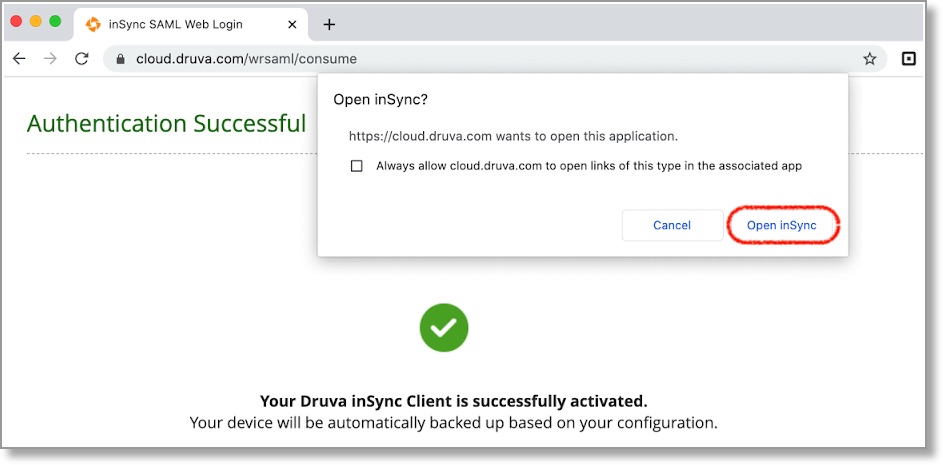 inSync SAML Web Login
cloud.druva.com/wrsaml/consume
Open inSync?
Authentication Successful
https://cloud.druva.com wants to open this application.
Always allow cloud.druva.com to open links of this type in the associated app
Cancel
Open inSync
Your Druva inSync Client is successfully activated.
Your device will be automatically backed up based on your configuration.